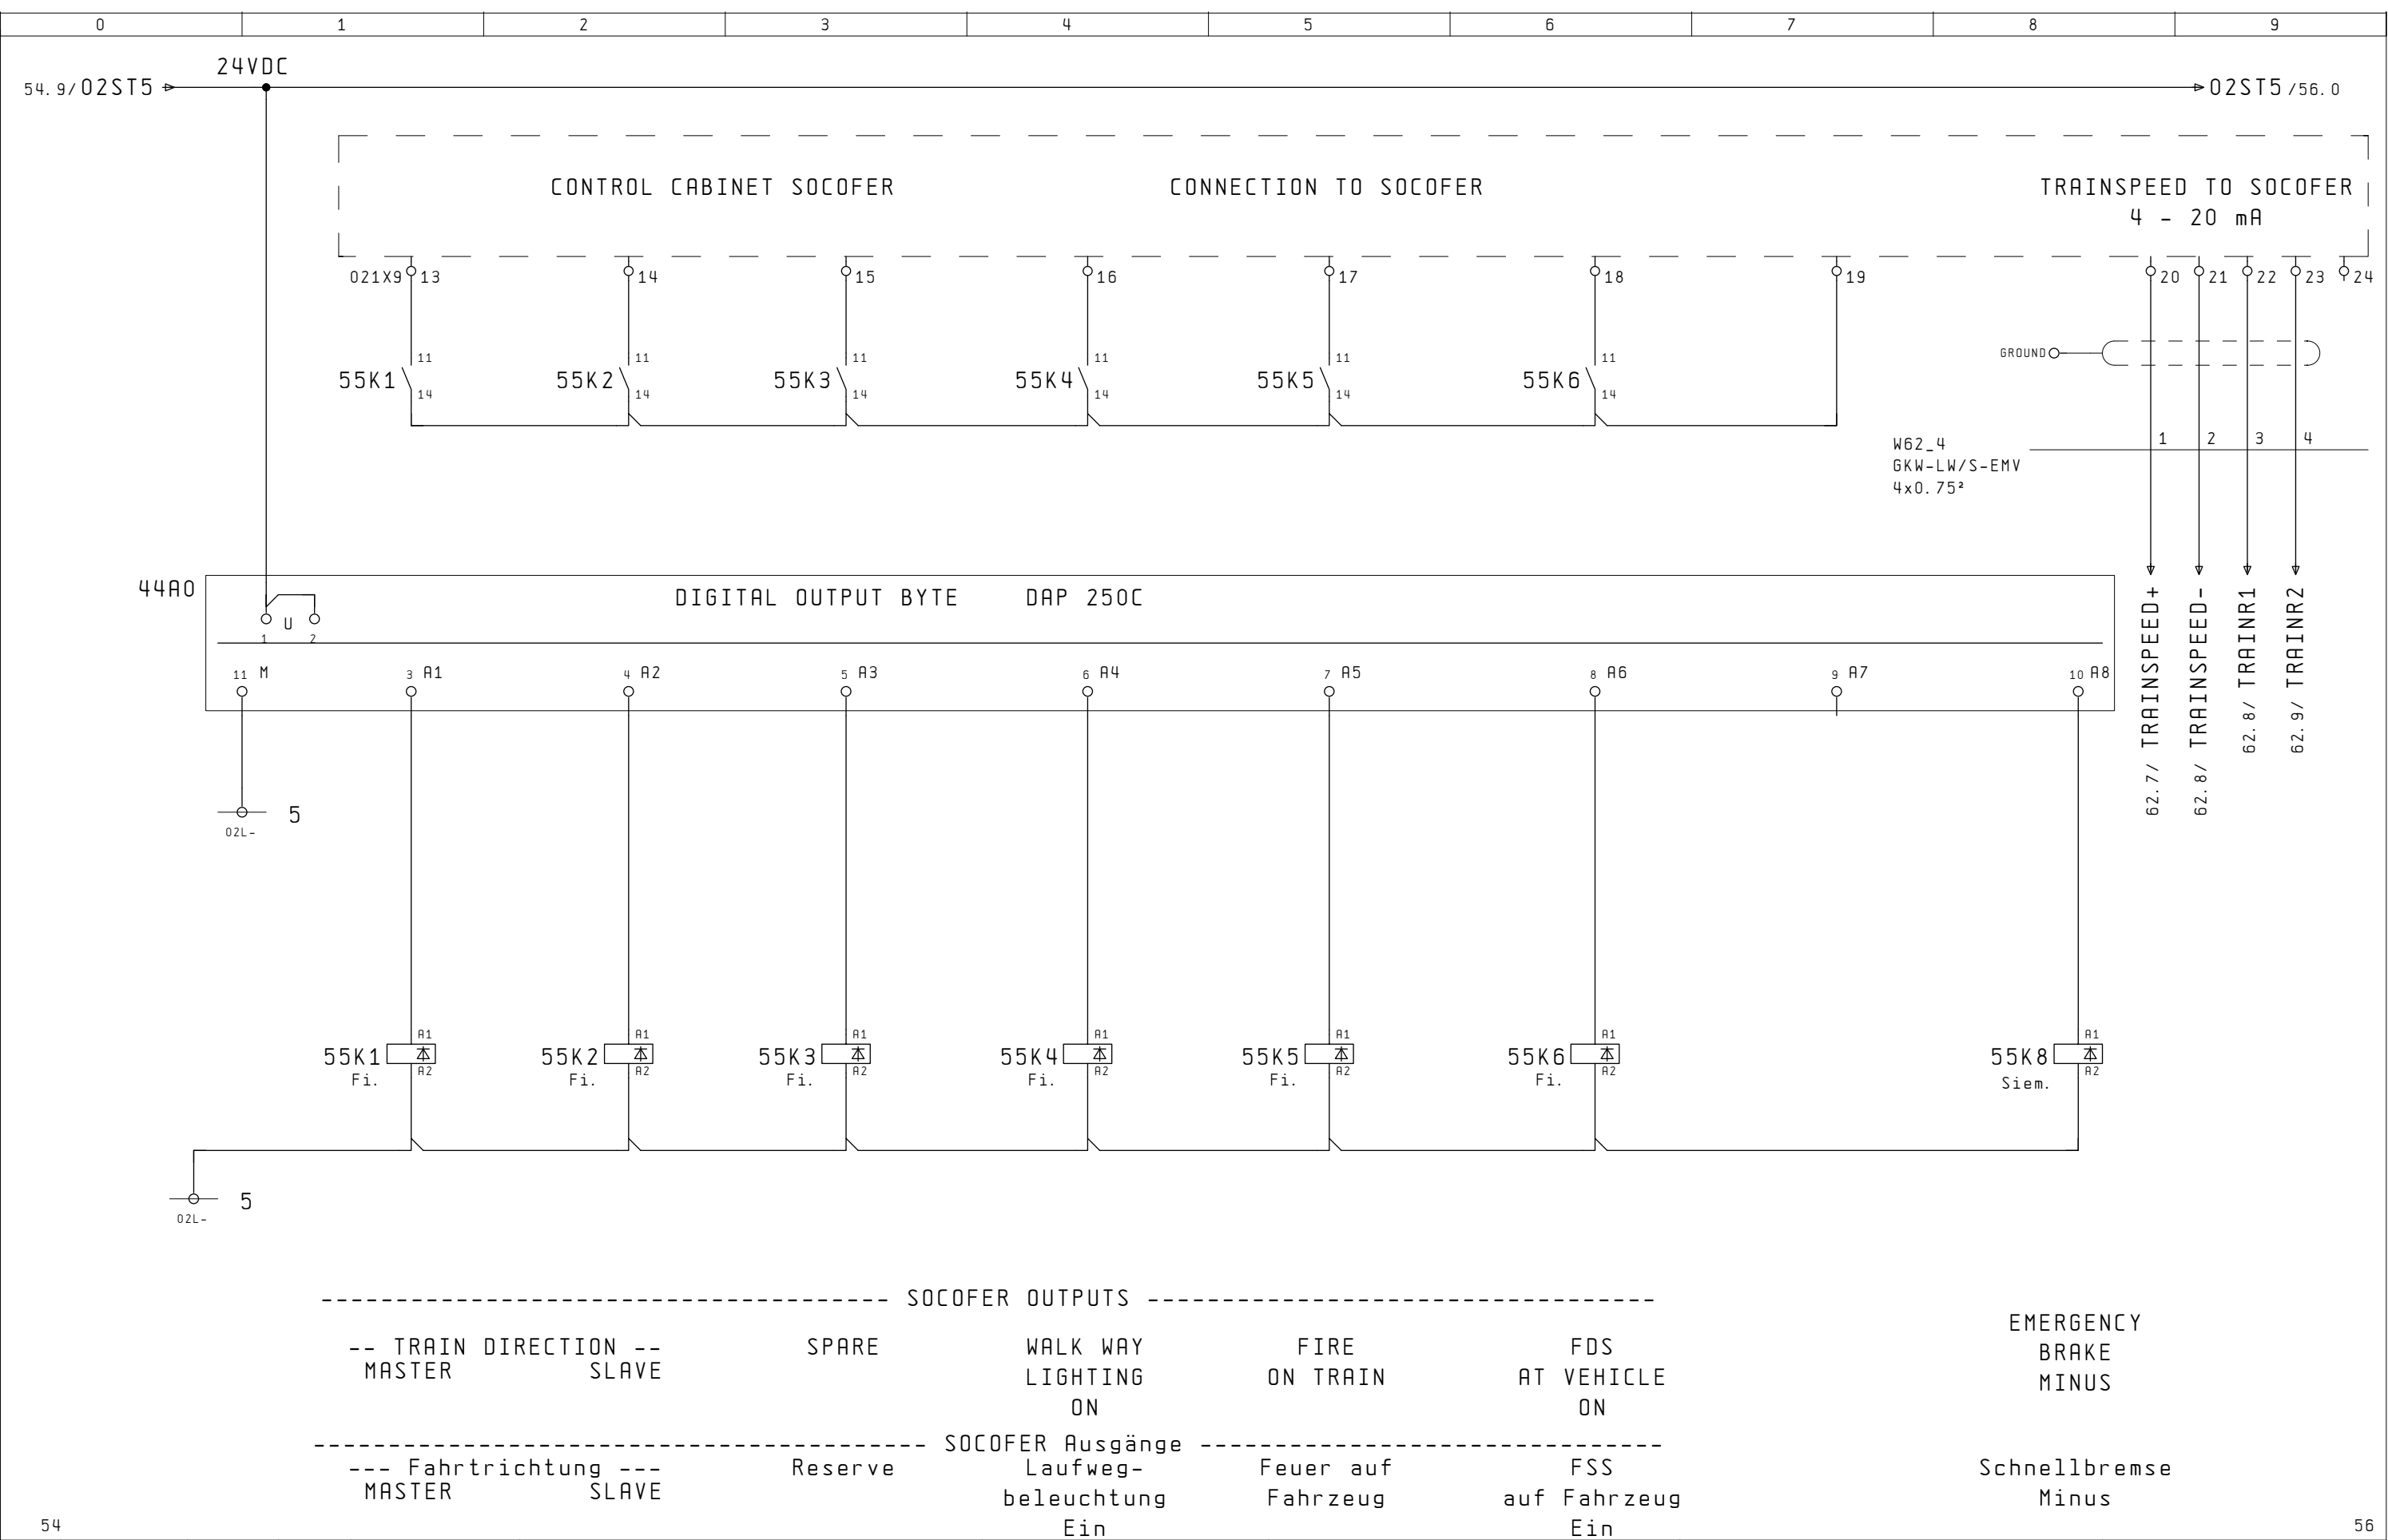 0 1 2 3 4 5 6 7 8 9
24VDC
54.9/02ST5 02ST5/56.0
CONTROL CABINET SOCOFER CONNECTION TO SOCOFER TRAINSPEED TO SOCOFER
4 - 20 mA
021X9 13 14 15 16 17 18 19 20 21 22 23 24
GROUND
11 11 11 11 11 11
55K1 55K2 55K3 55K4 55K5 55K6
14 14 14 14 14 14
W62_4 1 2 3 4
GKW-LW/S-EMV
4x0.75²
44A0 DIGITAL OUTPUT BYTE DAP 250C
U
1 2
11 M 3 A1 4 A2 5 A3 6 A4 7 A5 8 A6 9 A7 10 A8
62.7/ TRAINSPEED+
62.8/ TRAINSPEED-
62.8/ TRAINR1
62.9/ TRAINR2
5
02L-
A1 A1 A1 A1 A1 A1 A1
55K1 55K2 55K3 55K4 55K5 55K6 55K8
A2 A2 A2 A2 A2 A2 A2
Fi. Fi. Fi. Fi. Fi. Fi. Siem.
5
02L-
-------------------------------------- SOCOFER OUTPUTS ----------------------------------
-- TRAIN DIRECTION --
MASTER SLAVE
SPARE
WALK WAY
LIGHTING
ON
FIRE
ON TRAIN
FDS
AT VEHICLE
ON
EMERGENCY
BRAKE
MINUS
----------------------------------------- SOCOFER Ausgänge -------------------------------
--- Fahrtrichtung ---
MASTER SLAVE
Reserve
Laufweg-
beleuchtung
Ein
Feuer auf
Fahrzeug
FSS
auf Fahrzeug
Ein
Schnellbremse
Minus
54 56